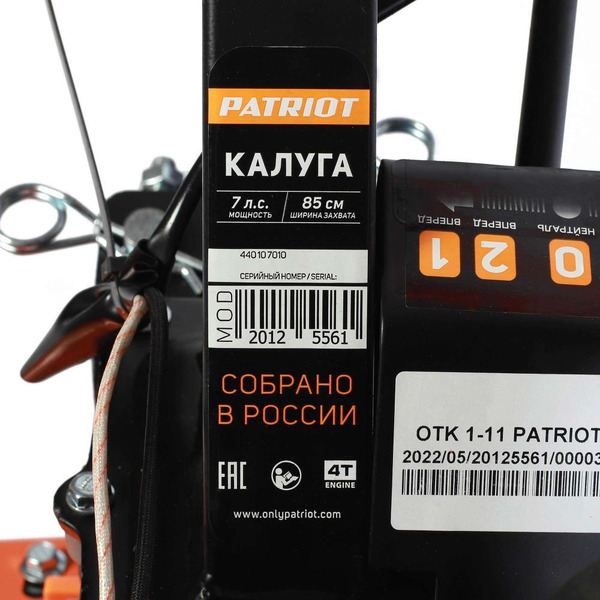 PATRIOT
КАЛУГА
7 л.с.
МОЩНОСТЬ
85 см
ШИРИНА ЗАХВАТА
440107010
СЕРИЙНЫЙ НОМЕР / SERIAL:
MOD
2012 5561
СОБРАНО
В РОССИИ
EAC
4T
ENGINE
www.onlypatriot.com
НЕЙТРАЛЬ
ВПЕРЕД
ВПЕРЕД
0
2
1
ОТК 1-11 PATRIOT
2022/05/20125561/00003